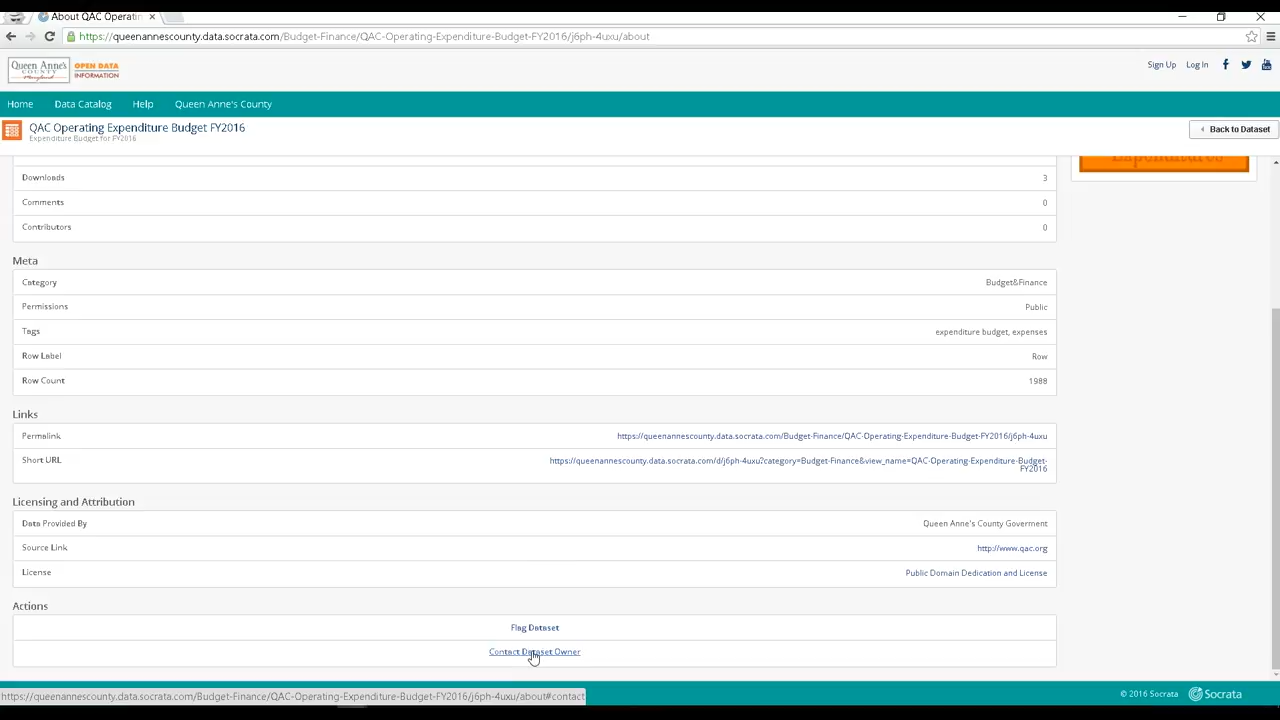 About QAC Operatin
https://queenannescounty.data.socrata.com/Budget-Finance/QAC-Operating-Expenditure-Budget-FY2016/j6ph-4uxu/about
Queen Anne's
County
Maryland
OPEN DATA
INFORMATION
Sign Up Log In
Home Data Catalog Help Queen Anne's County
QAC Operating Expenditure Budget FY2016
Expenditure Budget for FY2016
Back to Dataset
Expenditures
Downloads 3
Comments 0
Contributors 0
Meta
Category Budget&Finance
Permissions Public
Tags expenditure budget, expenses
Row Label Row
Row Count 1988
Links
Permalink https://queenannescounty.data.socrata.com/Budget-Finance/QAC-Operating-Expenditure-Budget-FY2016/j6ph-4uxu
Short URL https://queenannescounty.data.socrata.com/d/j6ph-4uxu?category=Budget-Finance&view_name=QAC-Operating-Expenditure-Budget-
FY2016
Licensing and Attribution
Data Provided By Queen Anne's County Goverment
Source Link http://www.qac.org
License Public Domain Dedication and License
Actions
Flag Dataset
Contact Dataset Owner
https://queenannescounty.data.socrata.com/Budget-Finance/QAC-Operating-Expenditure-Budget-FY2016/j6ph-4uxu/about#contact
© 2016 Socrata Socrata